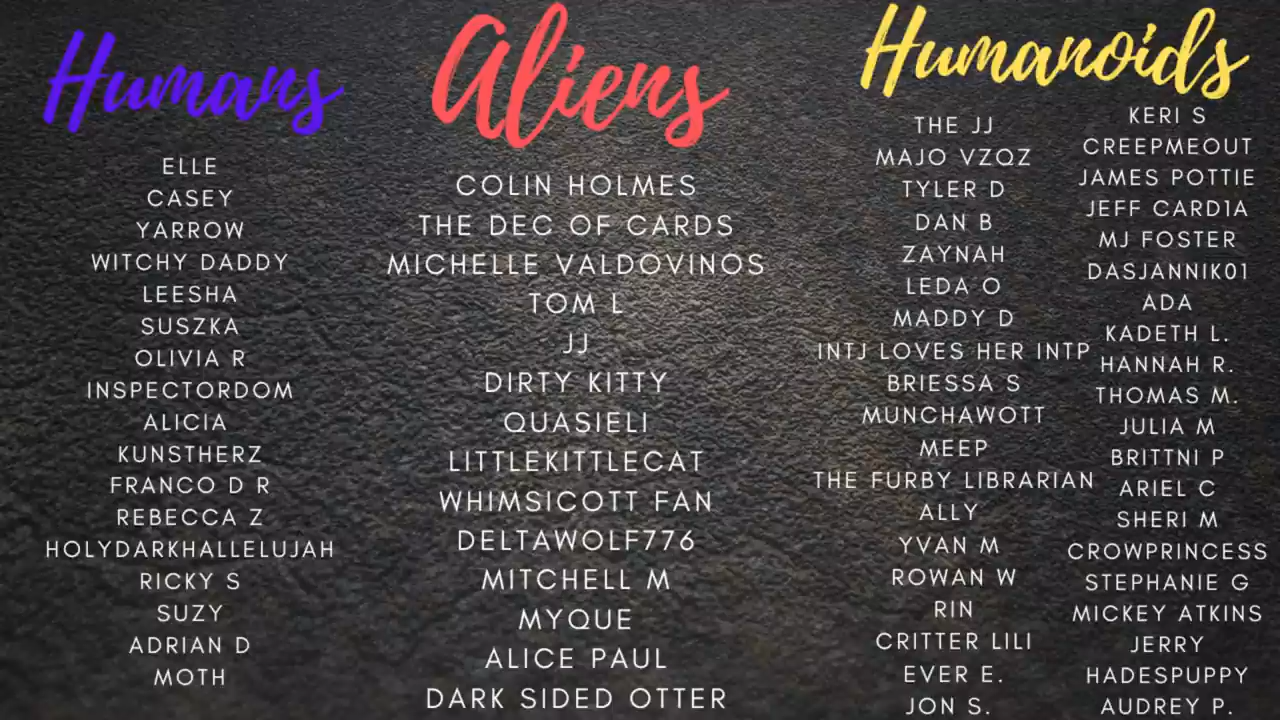 Humans
ELLE
CASEY
YARROW
WITCHY DADDY
LEESHA
SUSZKA
OLIVIA R
INSPECTORDOM
ALICIA
KUNSTHERZ
FRANCO D R
REBECCA Z
HOLYDARKHALLELUJAH
RICKY S
SUZY
ADRIAN D
MOTH
Aliens
COLIN HOLMES
THE DEC OF CARDS
MICHELLE VALDOVINOS
TOM L
JJ
DIRTY KITTY
QUASIELI
LITTLEKITTLECAT
WHIMSICOTT FAN
DELTAWOLF776
MITCHELL M
MYQUE
ALICE PAUL
DARK SIDED OTTER
Humanoids
THE JJ
MAJO VZQZ
TYLER D
DAN B
ZAYNAH
LEDA O
MADDY D
INTJ LOVES HER INTP
BRIESSA S
MUNCHAWOTT
MEEP
THE FURBY LIBRARIAN
ALLY
YVAN M
ROWAN W
RIN
CRITTER LILI
EVER E.
JON S.
KERI S
CREEPMEOUT
JAMES POTTIE
JEFF CARD1A
MJ FOSTER
DASJANNIK01
ADA
KADETH L.
HANNAH R.
THOMAS M.
JULIA M
BRITTNI P
ARIEL C
SHERI M
CROWPRINCESS
STEPHANIE G
MICKEY ATKINS
JERRY
HADESPUPPY
AUDREY P.